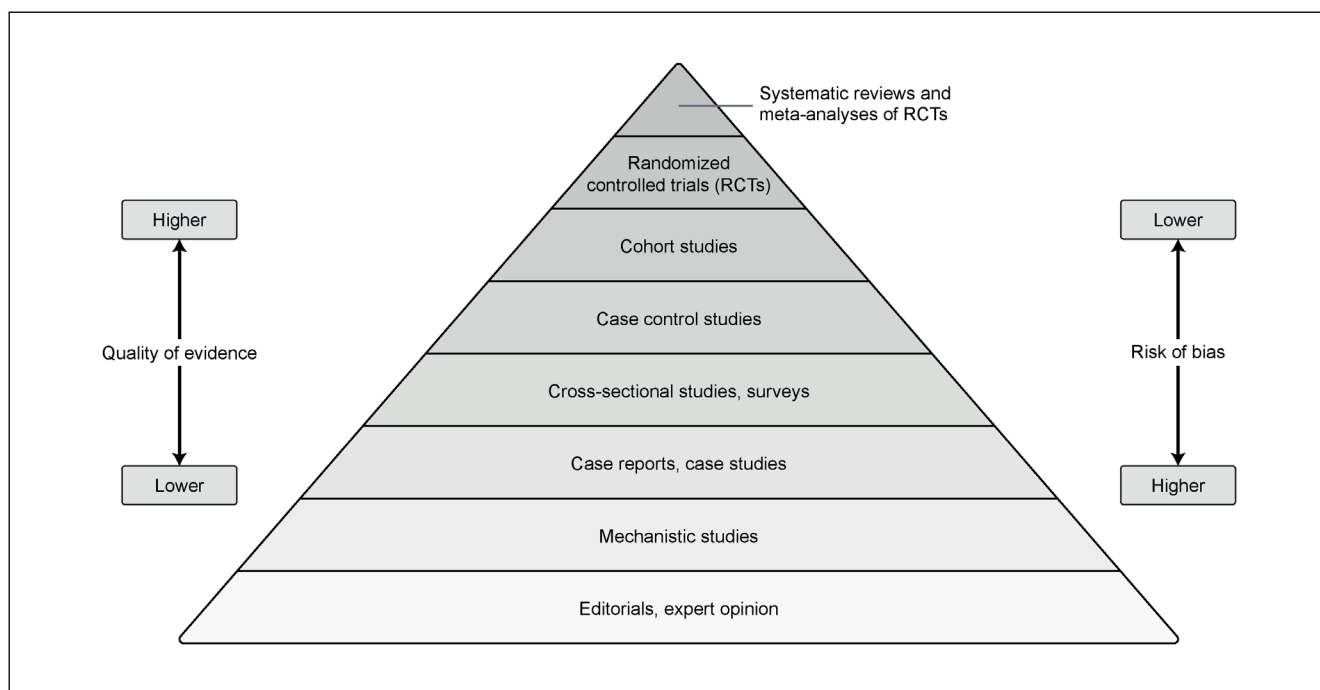 Systematic reviews and
meta-analyses of RCTs
Randomized
controlled trials (RCTs)
Higher
Lower
Cohort studies
Case control studies
Quality of evidence
Risk of bias
Cross-sectional studies, surveys
Case reports, case studies
Lower
Higher
Mechanistic studies
Editorials, expert opinion